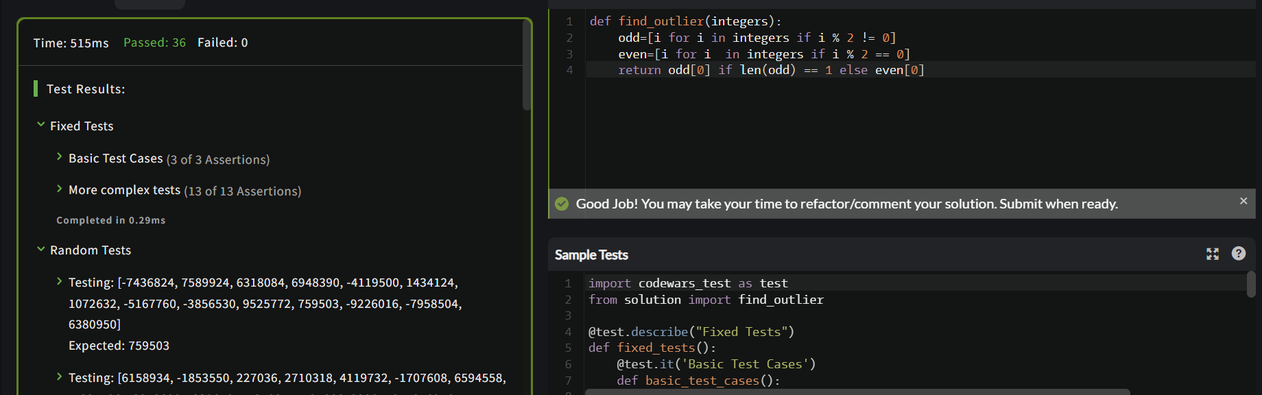 Time: 515ms Passed: 36 Failed: 0
Test Results:
Fixed Tests
Basic Test Cases (3 of 3 Assertions)
More complex tests (13 of 13 Assertions)
Completed in 0.29ms
Random Tests
Testing: [-7436824, 7589924, 6318084, 6948390, -4119500, 1434124,
1072632, -5167760, -3856530, 9525772, 759503, -9226016, -7958504,
6380950]
Expected: 759503
Testing: [6158934, -1853550, 227036, 2710318, 4119732, -1707608, 6594558,
1 def find_outlier(integers):
2     odd=[i for i in integers if i % 2 != 0]
3     even=[i for i  in integers if i % 2 == 0]
4     return odd[0] if len(odd) == 1 else even[0]
Good Job! You may take your time to refactor/comment your solution. Submit when ready. ×
Sample Tests ?
1 import codewars_test as test
2 from solution import find_outlier
3
4 @test.describe("Fixed Tests")
5 def fixed_tests():
6     @test.it('Basic Test Cases')
7     def basic_test_cases():